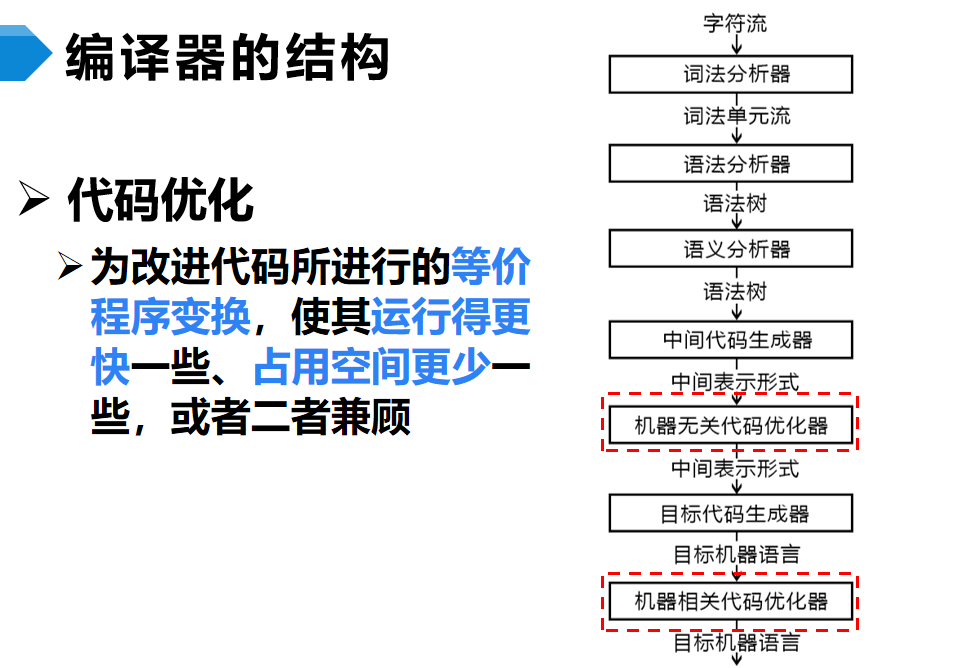 编译器的结构
代码优化
为改进代码所进行的等价
程序变换，使其运行得更
快一些、占用空间更少一
些，或者二者兼顾
字符流
词法分析器
词法单元流
语法分析器
语法树
语义分析器
语法树
中间代码生成器
中间表示形式
机器无关代码优化器
中间表示形式
目标代码生成器
目标机器语言
机器相关代码优化器
目标机器语言